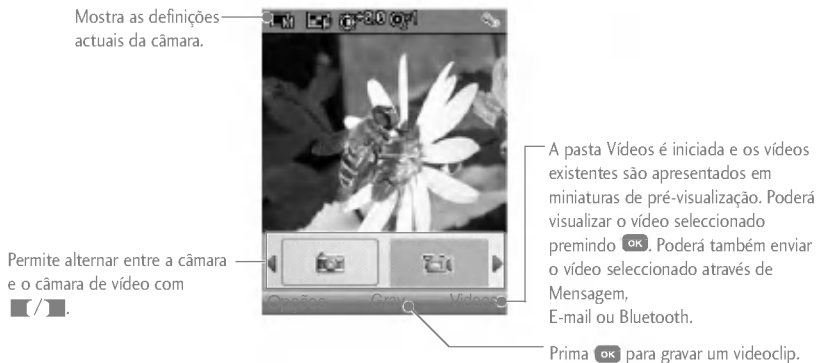 Mostra as definições
actuais da câmara.
A pasta Vídeos é iniciada e os vídeos
existentes são apresentados em
miniaturas de pré-visualização. Poderá
visualizar o vídeo seleccionado
premindo OK. Poderá também enviar
o vídeo seleccionado através de
Mensagem,
E-mail ou Bluetooth.
Permite alternar entre a câmara
e o câmara de vídeo com
/ .
Opções Grav. Vídeos
Prima OK para gravar um videoclip.